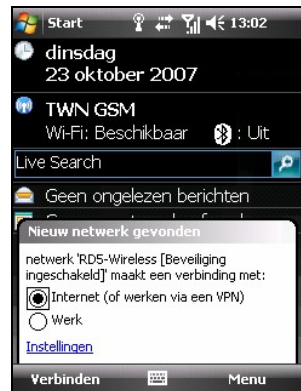 Start 13:02
dinsdag
23 oktober 2007
TWN GSM
Wi-Fi: Beschikbaar : Uit
Live Search
Geen ongelezen berichten
Nieuw netwerk gevonden
netwerk 'RD5-Wireless [Beveiliging
ingeschakeld]' maakt een verbinding met:
Internet (of werken via een VPN)
Werk
Instellingen
Verbinden Menu